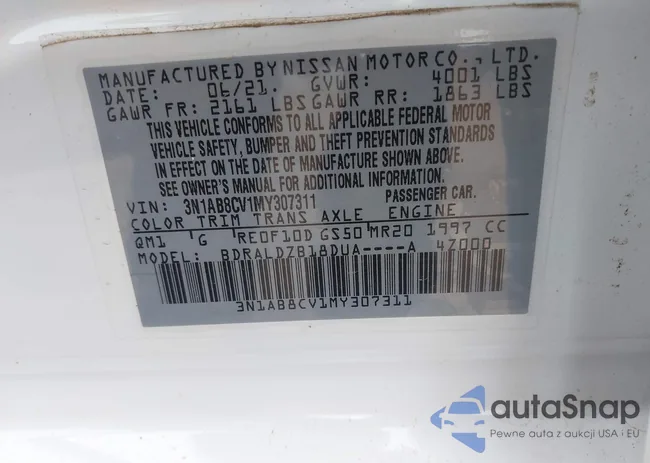 MANUFACTURED BY NISSAN MOTOR CO., LTD.
DATE: 06/21. GVWR: 4001 LBS
GAWR FR: 2161 LBS GAWR RR: 1863 LBS
THIS VEHICLE CONFORMS TO ALL APPLICABLE FEDERAL MOTOR
VEHICLE SAFETY, BUMPER AND THEFT PREVENTION STANDARDS
IN EFFECT ON THE DATE OF MANUFACTURE SHOWN ABOVE.
SEE OWNER'S MANUAL FOR ADDITIONAL INFORMATION.
VIN: 3N1AB8CV1MY307311 PASSENGER CAR.
COLOR TRIM TRANS AXLE ENGINE
QM1 G RE0F10D GS50 MR20 1997 CC
MODEL: BDRALDZB18DUA----A 4Z000
3N1AB8CV1MY307311
autaSnap
Pewne auta z aukcji USA i EU